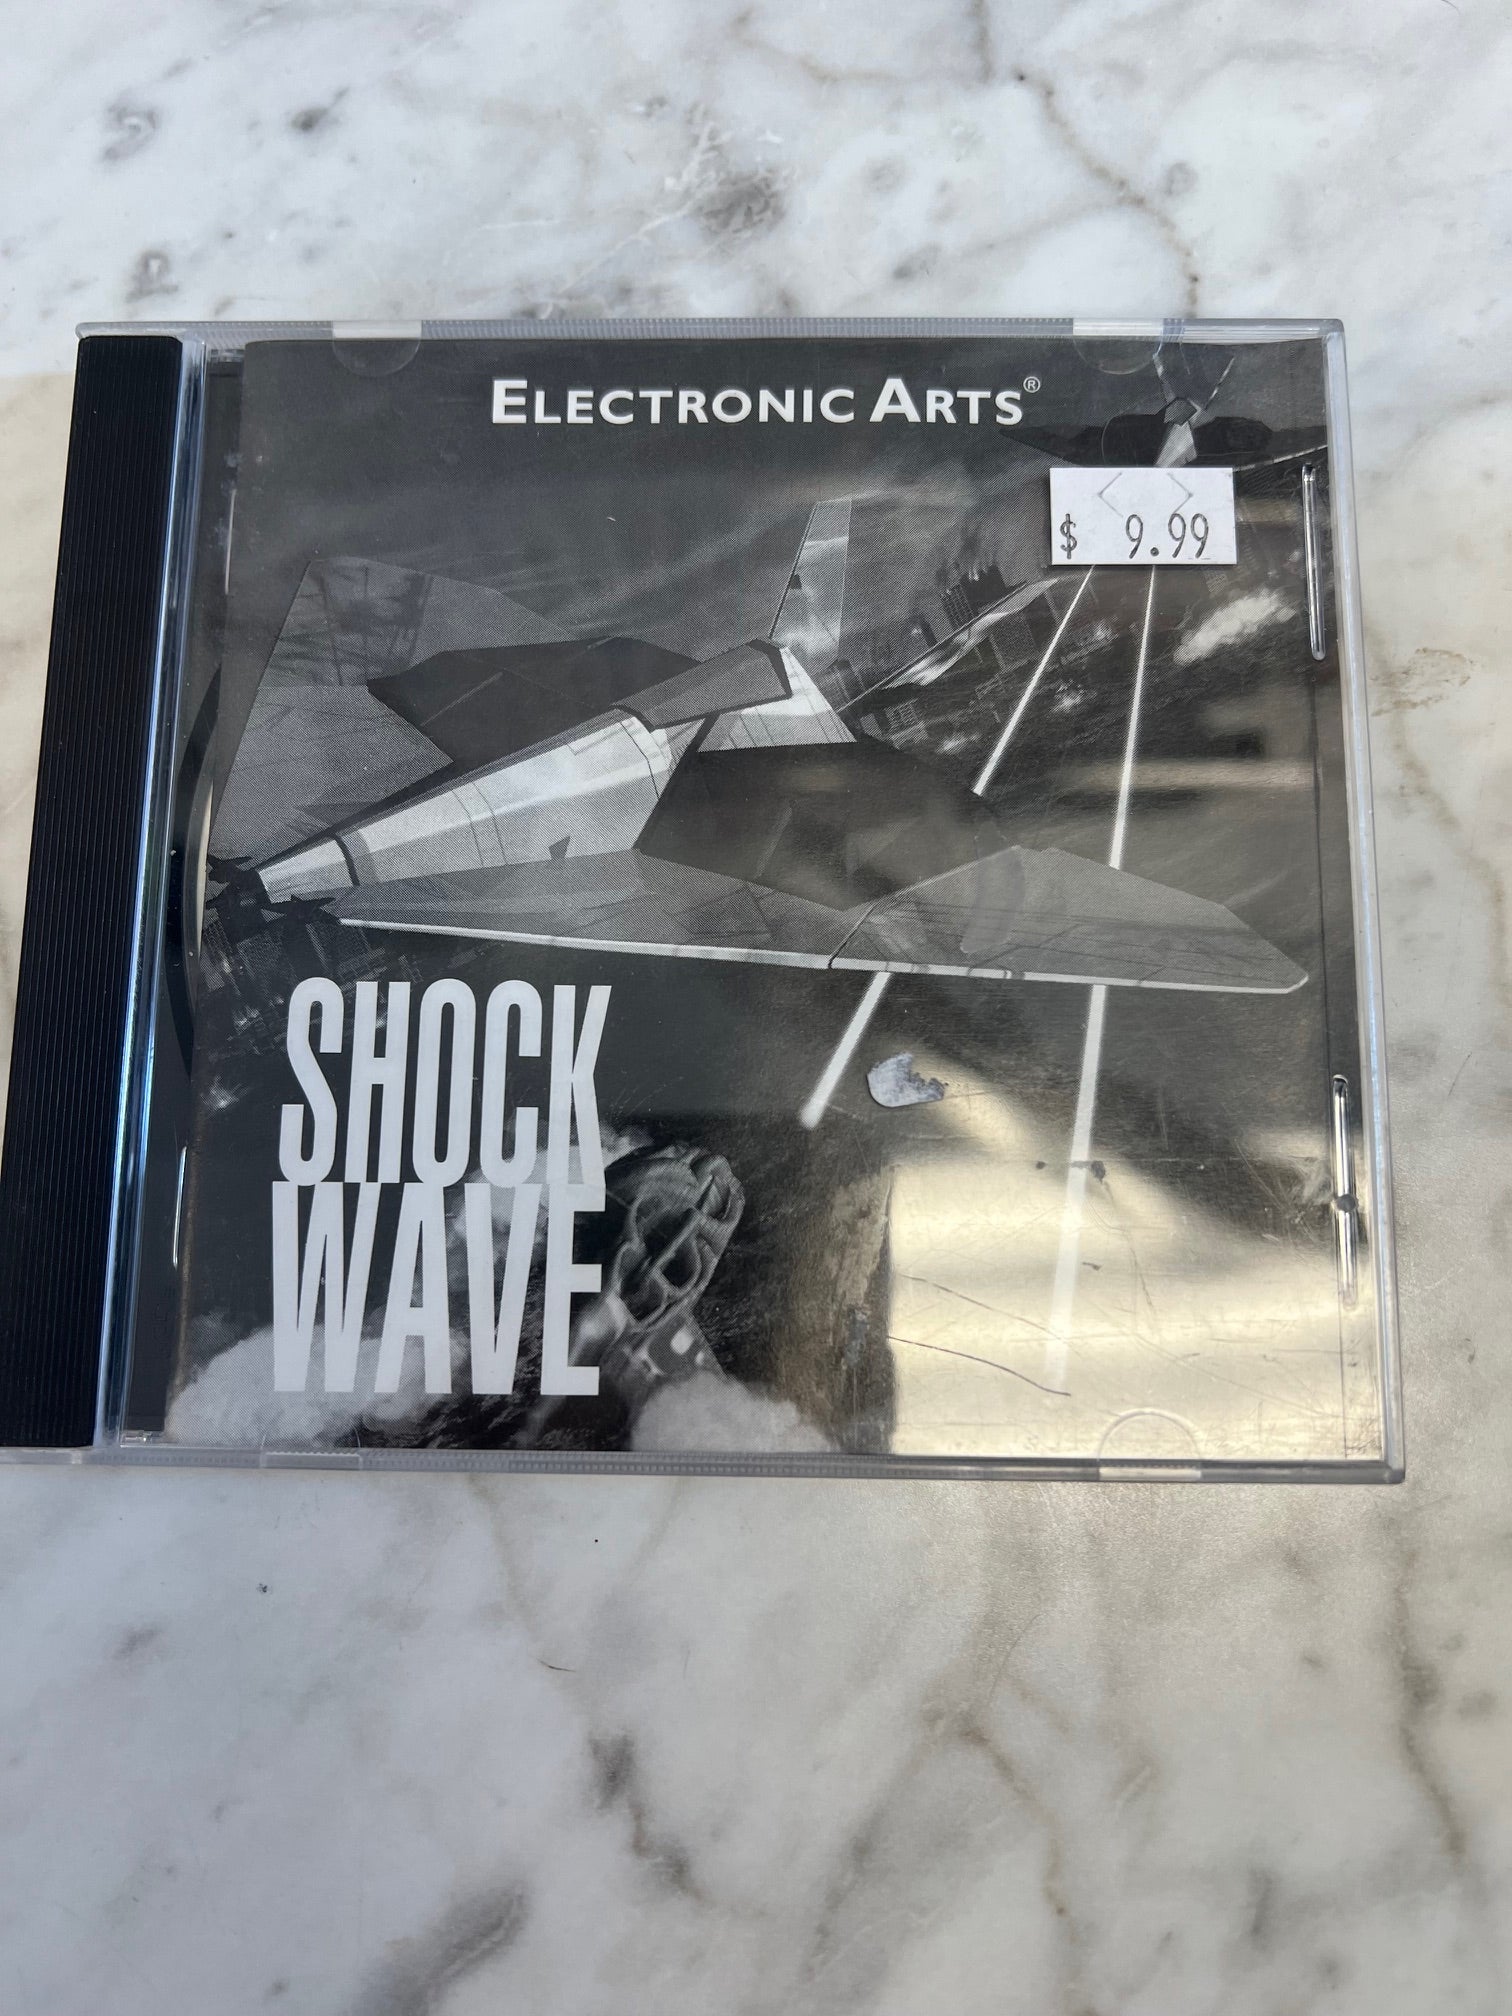 ELECTRONIC ARTS®
$ 9.99
SHOCK
WAVE